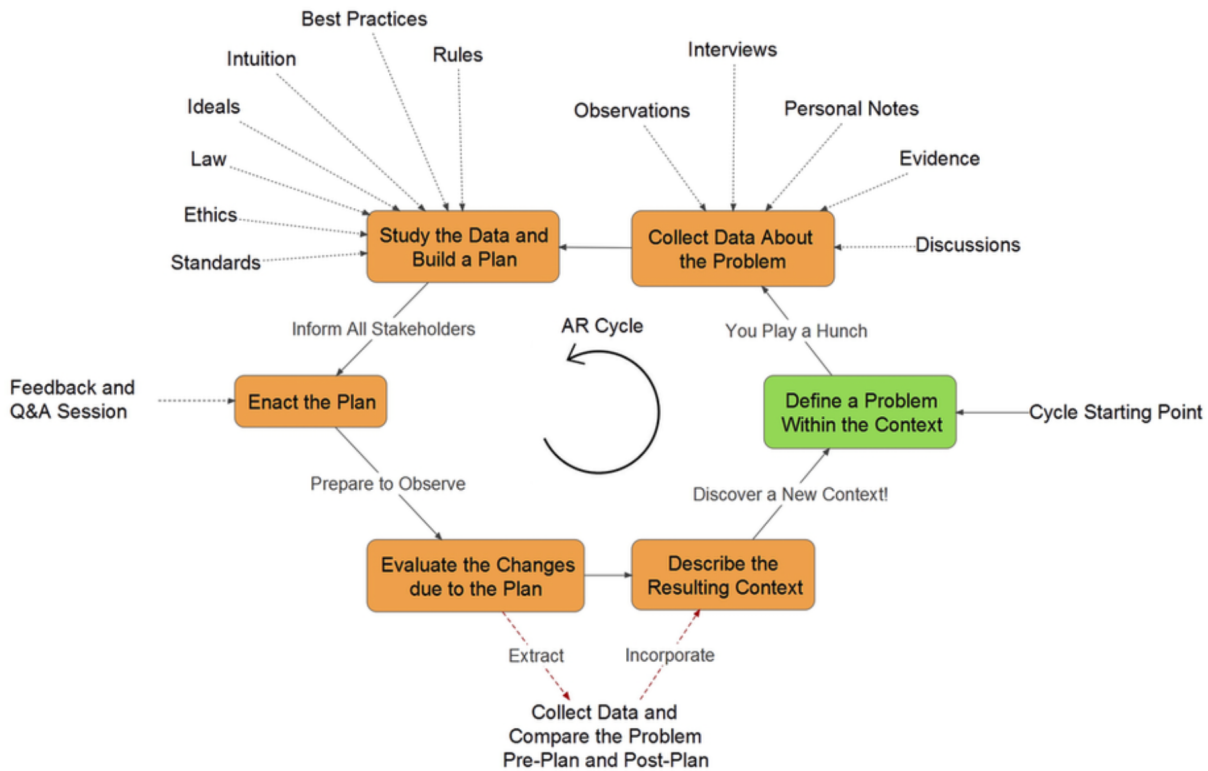 Best Practices
Interviews
Intuition
Rules
Ideals
Observations
Personal Notes
Law
Evidence
Ethics
Standards
Study the Data and
Build a Plan
Collect Data About
the Problem
Discussions
Inform All Stakeholders
AR Cycle
You Play a Hunch
Feedback and
Q&A Session
Enact the Plan
Define a Problem
Within the Context
Cycle Starting Point
Prepare to Observe
Discover a New Context!
Evaluate the Changes
due to the Plan
Describe the
Resulting Context
Extract
Incorporate
Collect Data and
Compare the Problem
Pre-Plan and Post-Plan